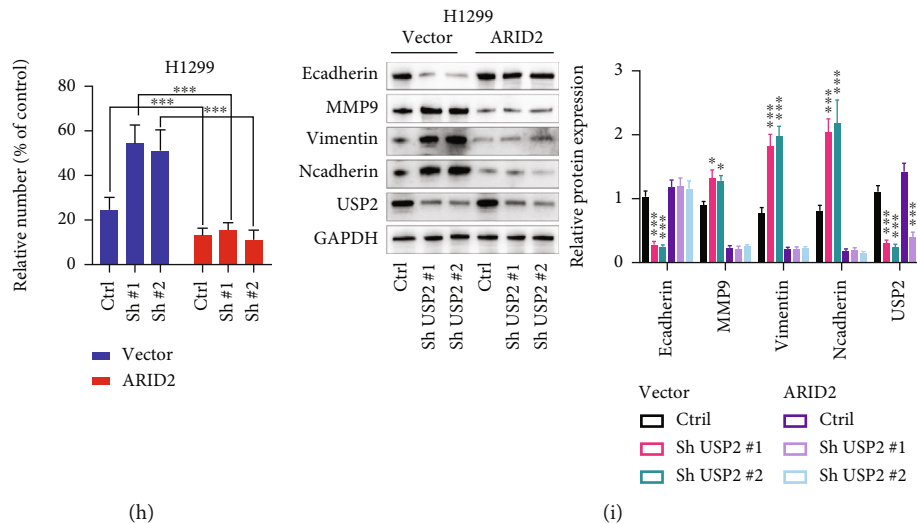 H1299
Relative number (% of control)
80
60
40
20
0
***
***
***
Ctrl
Sh #1
Sh #2
Ctrl
Sh #1
Sh #2
Vector
ARID2
(h)
H1299
Vector ARID2
Ecadherin
MMP9
Vimentin
Ncadherin
USP2
GAPDH
Ctrl
Sh USP2 #1
Sh USP2 #2
Ctrl
Sh USP2 #1
Sh USP2 #2
Relative protein expression
3
2
1
0
***
***
*
*
***
***
***
***
***
***
***
Ecadherin
MMP9
Vimentin
Ncadherin
USP2
Vector ARID2
Ctril Ctril
Sh USP2 #1 Sh USP2 #1
Sh USP2 #2 Sh USP2 #2
(i)